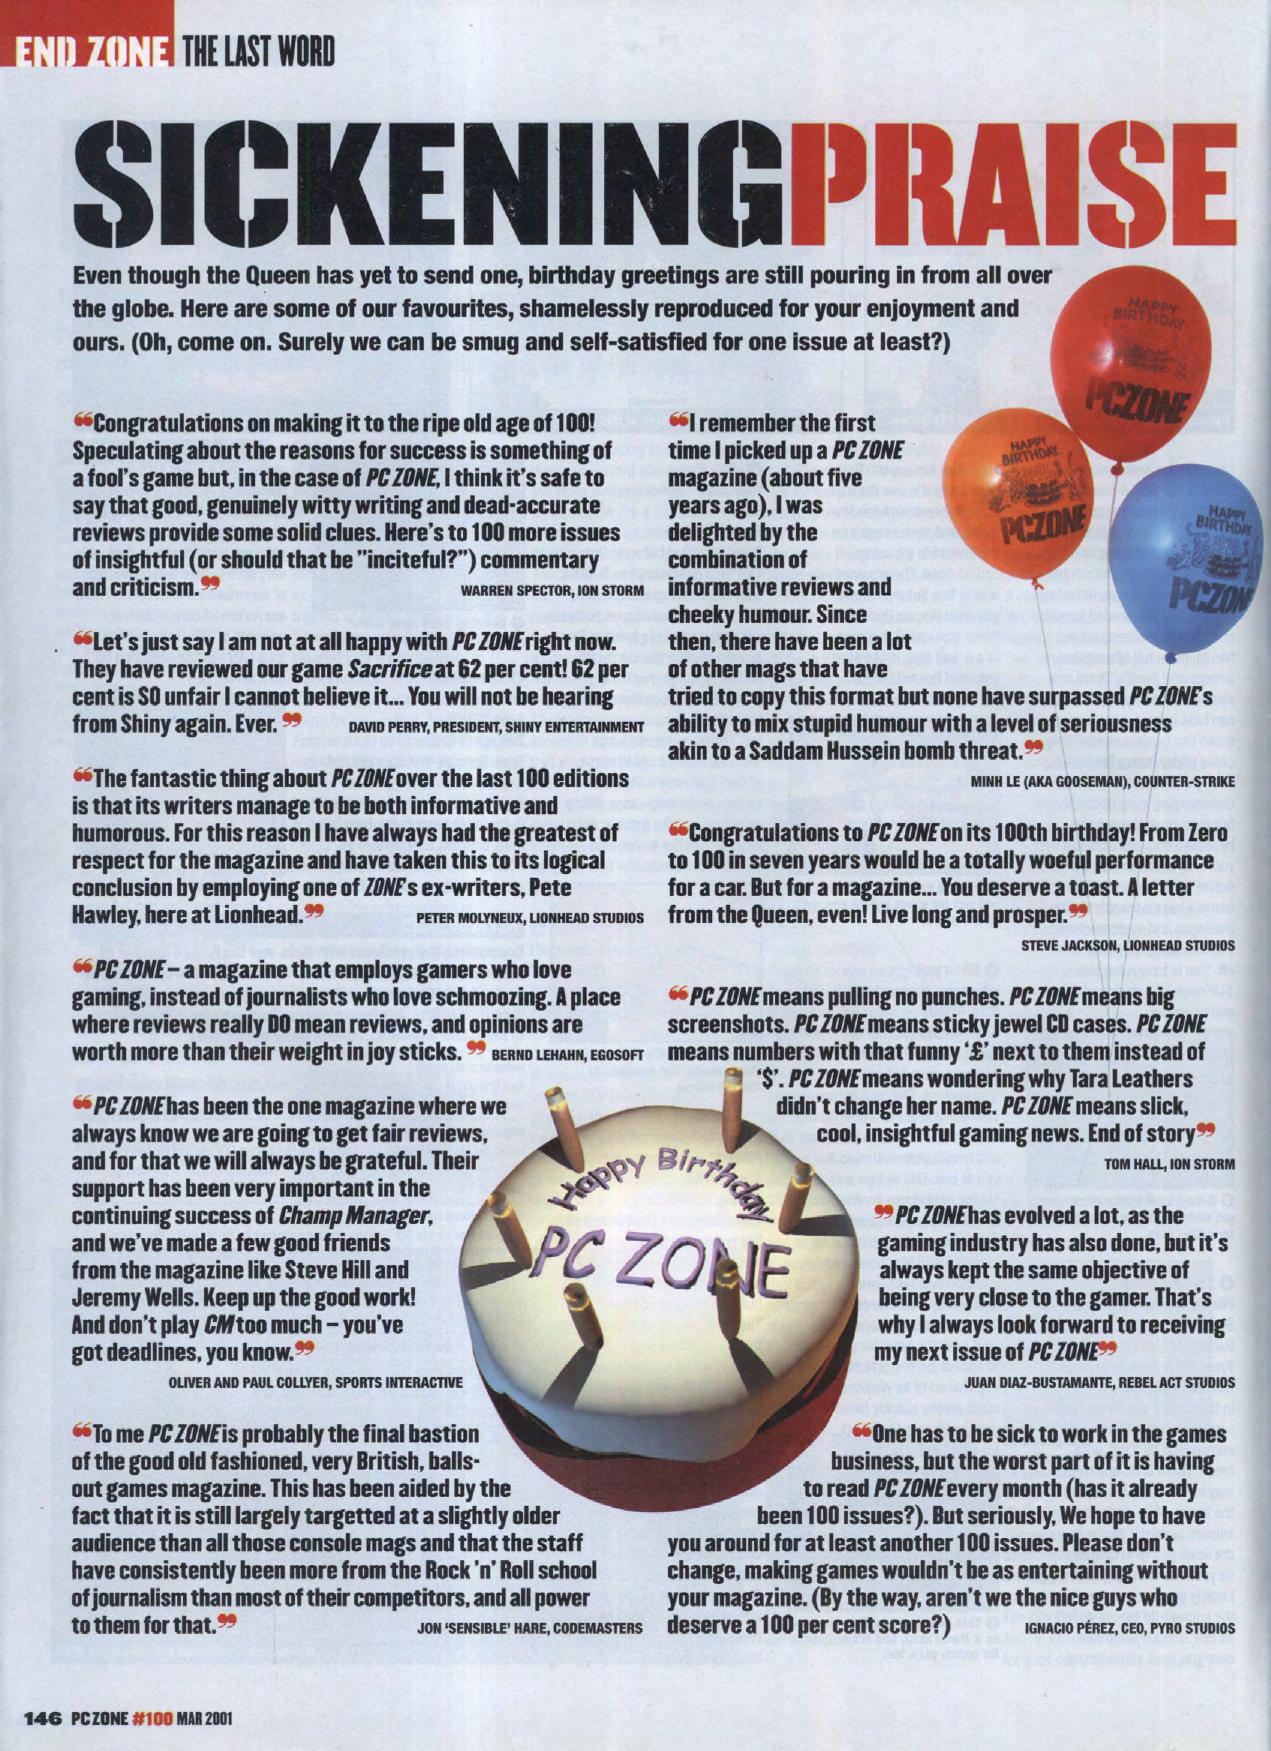 END ZONE THE LAST WORD
SICKENINGPRAISE
Even though the Queen has yet to send one, birthday greetings are still pouring in from all over
the globe. Here are some of our favourites, shamelessly reproduced for your enjoyment and
ours. (Oh, come on. Surely we can be smug and self-satisfied for one issue at least?)
HAPPY
BIRTHDAY
PCZONE
HAPPY
BIRTHDAY
PCZONE
HAPPY
BIRTHDAY
PCZONE
“Congratulations on making it to the ripe old age of 100!
Speculating about the reasons for success is something of
a fool's game but, in the case of PC ZONE, I think it's safe to
say that good, genuinely witty writing and dead-accurate
reviews provide some solid clues. Here's to 100 more issues
of insightful (or should that be "inciteful?") commentary
and criticism.” WARREN SPECTOR, ION STORM
“Let's just say I am not at all happy with PC ZONE right now.
They have reviewed our game Sacrifice at 62 per cent! 62 per
cent is SO unfair I cannot believe it... You will not be hearing
from Shiny again. Ever. ” DAVID PERRY, PRESIDENT, SHINY ENTERTAINMENT
“The fantastic thing about PC ZONE over the last 100 editions
is that its writers manage to be both informative and
humorous. For this reason I have always had the greatest of
respect for the magazine and have taken this to its logical
conclusion by employing one of ZONE's ex-writers, Pete
Hawley, here at Lionhead.” PETER MOLYNEUX, LIONHEAD STUDIOS
“PC ZONE – a magazine that employs gamers who love
gaming, instead of journalists who love schmoozing. A place
where reviews really DO mean reviews, and opinions are
worth more than their weight in joy sticks. ” BERND LEHAHN, EGOSOFT
“PC ZONE has been the one magazine where we
always know we are going to get fair reviews,
and for that we will always be grateful. Their
support has been very important in the
continuing success of Champ Manager,
and we've made a few good friends
from the magazine like Steve Hill and
Jeremy Wells. Keep up the good work!
And don't play CM too much – you've
got deadlines, you know.”
OLIVER AND PAUL COLLYER, SPORTS INTERACTIVE
“To me PC ZONE is probably the final bastion
of the good old fashioned, very British, balls-
out games magazine. This has been aided by the
fact that it is still largely targetted at a slightly older
audience than all those console mags and that the staff
have consistently been more from the Rock 'n' Roll school
of journalism than most of their competitors, and all power
to them for that.” JON 'SENSIBLE' HARE, CODEMASTERS
“I remember the first
time I picked up a PC ZONE
magazine (about five
years ago), I was
delighted by the
combination of
informative reviews and
cheeky humour. Since
then, there have been a lot
of other mags that have
tried to copy this format but none have surpassed PC ZONE's
ability to mix stupid humour with a level of seriousness
akin to a Saddam Hussein bomb threat.”
MINH LE (AKA GOOSEMAN), COUNTER-STRIKE
“Congratulations to PC ZONE on its 100th birthday! From Zero
to 100 in seven years would be a totally woeful performance
for a car. But for a magazine... You deserve a toast. A letter
from the Queen, even! Live long and prosper.”
STEVE JACKSON, LIONHEAD STUDIOS
“PC ZONE means pulling no punches. PC ZONE means big
screenshots. PC ZONE means sticky jewel CD cases. PC ZONE
means numbers with that funny '£' next to them instead of
'$'. PC ZONE means wondering why Tara Leathers
didn't change her name. PC ZONE means slick,
cool, insightful gaming news. End of story”
TOM HALL, ION STORM
”PC ZONE has evolved a lot, as the
gaming industry has also done, but it's
always kept the same objective of
being very close to the gamer. That's
why I always look forward to receiving
my next issue of PC ZONE”
JUAN DIAZ-BUSTAMANTE, REBEL ACT STUDIOS
“One has to be sick to work in the games
business, but the worst part of it is having
to read PC ZONE every month (has it already
been 100 issues?). But seriously, We hope to have
you around for at least another 100 issues. Please don't
change, making games wouldn't be as entertaining without
your magazine. (By the way, aren't we the nice guys who
deserve a 100 per cent score?) IGNACIO PÉREZ, CEO, PYRO STUDIOS
Happy Birthday
PC ZONE
146 PCZONE #100 MAR 2001